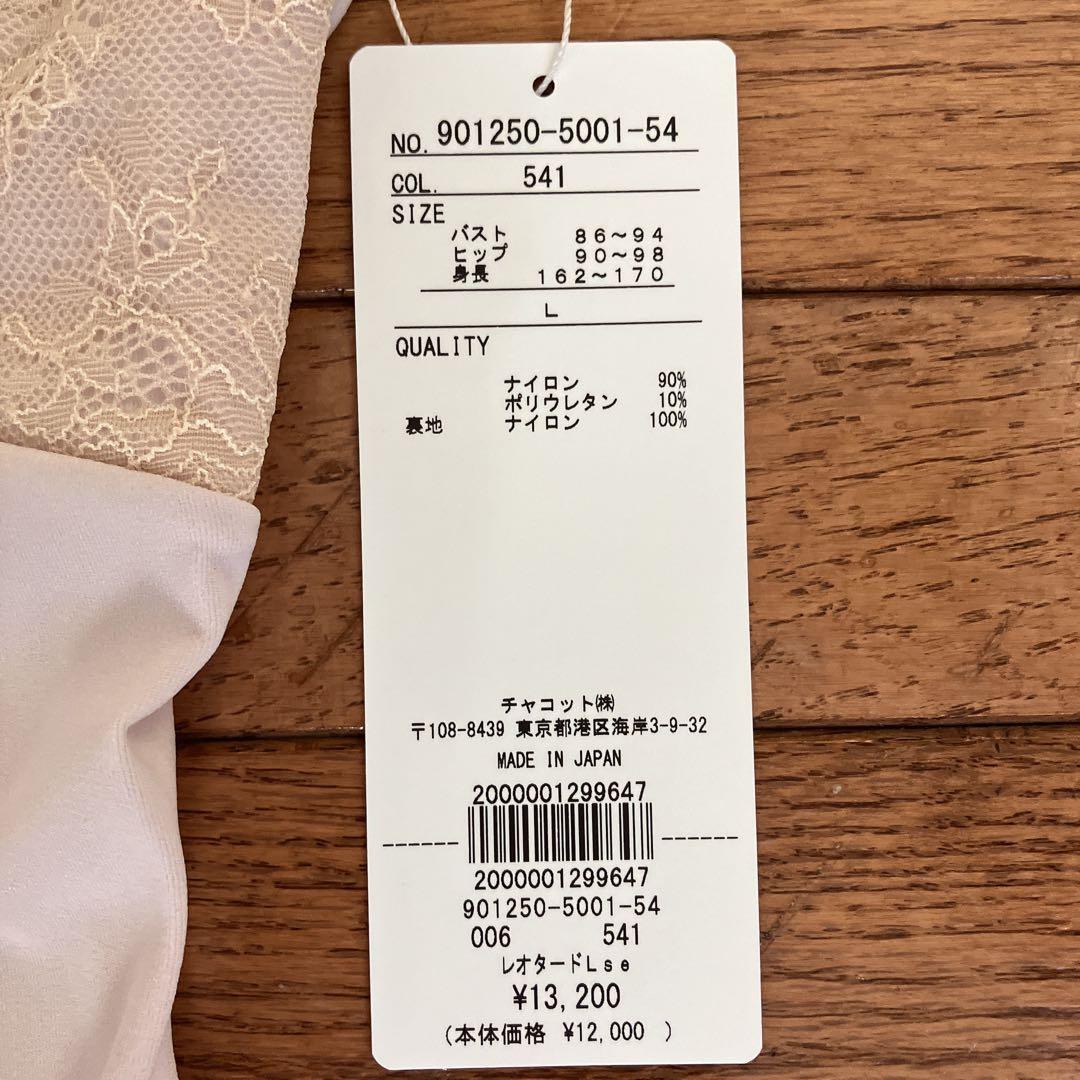 NO. 901250-5001-54
COL. 541
SIZE
バスト 86~94
ヒップ 90~98
身長 162~170
L
QUALITY
ナイロン 90%
ポリウレタン 10%
裏地 ナイロン 100%
チャコット㈱
〒108-8439 東京都港区海岸3-9-32
MADE IN JAPAN
2000001299647
2000001299647
901250-5001-54
006 541
レオタードLse
¥13,200
(本体価格 ¥12,000 )